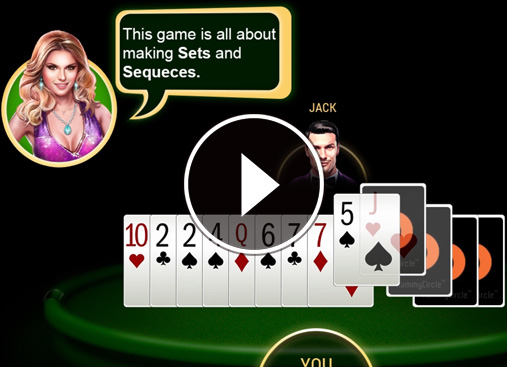 This game is all about
making Sets and
Sequeces.
JACK
10 2 2 4 Q 6 7 7 5 J
YOU